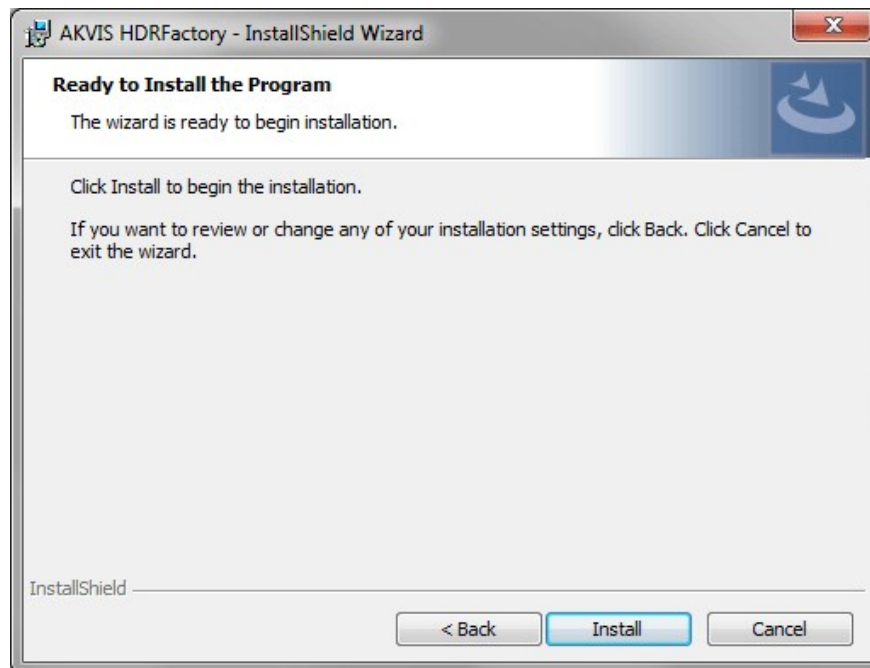 AKVIS HDRFactory - InstallShield Wizard
Ready to Install the Program
The wizard is ready to begin installation.
Click Install to begin the installation.
If you want to review or change any of your installation settings, click Back. Click Cancel to
exit the wizard.
InstallShield
< Back Install Cancel